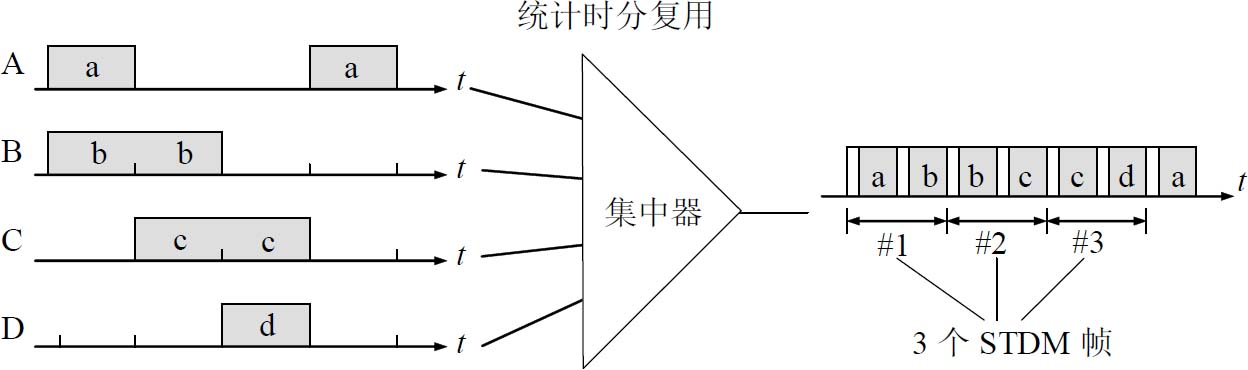 统计时分复用
A a a t
B b b t
C c c t
D d t
集中器
a b b c c d a t
#1 #2 #3
3 个 STDM 帧